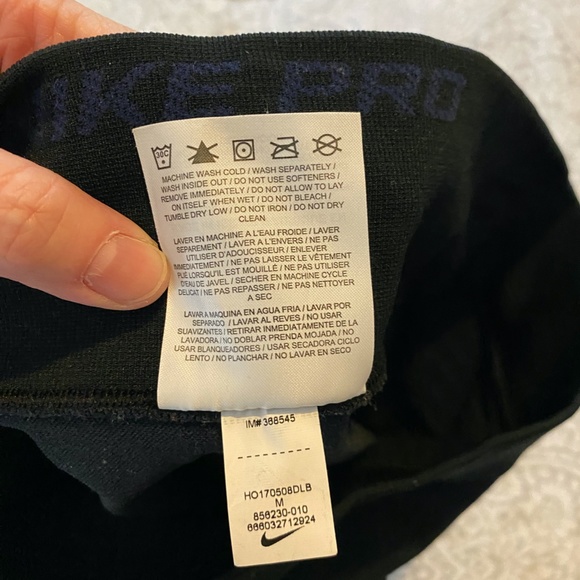 NIKE PRO
30C
MACHINE WASH COLD / WASH SEPARATELY /
WASH INSIDE OUT / DO NOT USE SOFTENERS /
REMOVE IMMEDIATELY / DO NOT ALLOW TO LAY
ON ITSELF WHEN WET / DO NOT BLEACH /
TUMBLE DRY LOW / DO NOT IRON / DO NOT DRY
CLEAN
LAVER EN MACHINE A L'EAU FROIDE / LAVER
SEPAREMENT / LAVER A L'ENVERS / NE PAS
UTILISER D'ADOUCISSEUR / ENLEVER
IMMEDIATEMENT / NE PAS LAISSER LE VÊTEMENT
PLIÉ LORSQU'IL EST MOUILLÉ / NE PAS UTILISER
D'EAU DE JAVEL / SECHER EN MACHINE CYCLE
DELICAT / NE PAS REPASSER / NE PAS NETTOYER
A SEC
LAVAR A MAQUINA EN AGUA FRIA / LAVAR POR
SEPARADO / LAVAR AL REVES / NO USAR
SUAVIZANTES / RETIRAR INMEDIATAMENTE DE LA
LAVADORA / NO DOBLAR PRENDA MOJADA / NO USAR
BLANQUEADORES / USAR SECADORA CICLO
LENTO / NO PLANCHAR / NO LAVAR EN SECO
IM# 368545
HO170508DLB
M
856230-010
666032712924